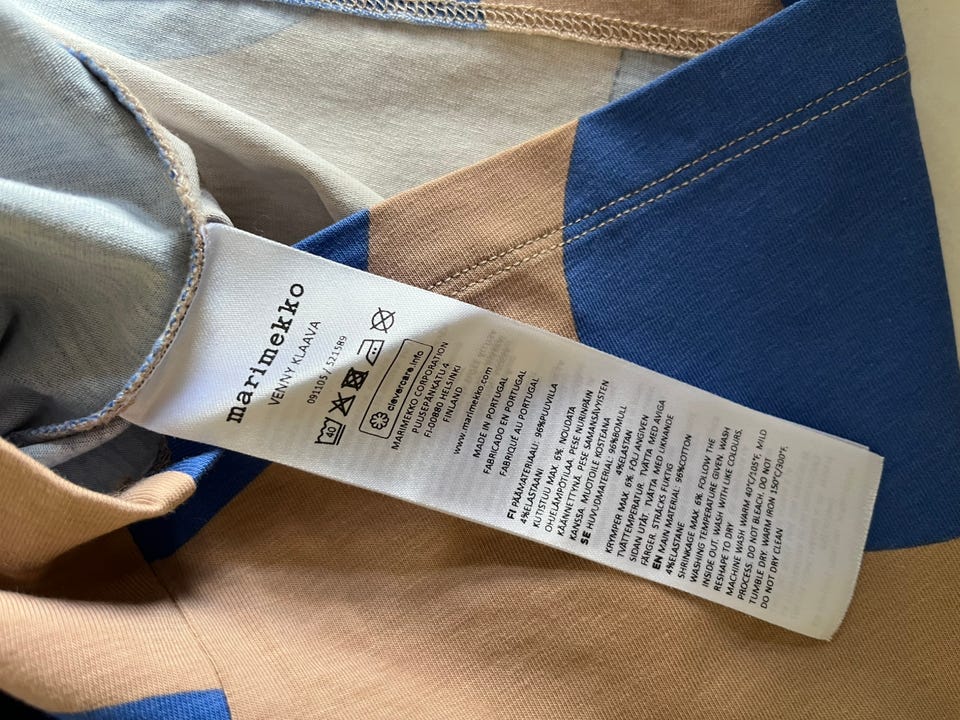 marimekko
VENNY KLAAVA
091105 / 521589
40
clevercare.info
MARIMEKKO CORPORATION
PUUSEPÄNKATU 4
FI-00880 HELSINKI
FINLAND
www.marimekko.com
MADE IN PORTUGAL
FABRICADO EN PORTUGAL
FABRIQUÉ AU PORTUGAL
FI PÄÄMATERIAALI: 96%PUUVILLA
4%ELASTAANI
KUTISTUU MAX. 6%. NOUDATA
OHJELÄMPÖTILAA. PESE NURINPÄIN
KÄÄNNETTYNÄ. PESE SAMANSÄVYISTEN
KANSSA. MUOTOILE KOSTEANA
SE HUVUDMATERIAL: 96%BOMULL
4%ELASTAN
KRYMPER MAX. 6%. FÖLJ ANGIVEN
TVÄTTEMPERATUR. TVÄTTA MED AVIGA
SIDAN UTÅT. TVÄTTA MED LIKNANDE
FÄRGER. STRÄCKS FUKTIG
EN MAIN MATERIAL: 96%COTTON
4%ELASTANE
SHRINKAGE MAX. 6%. FOLLOW THE
WASHING TEMPERATURE GIVEN. WASH
INSIDE OUT. WASH WITH LIKE COLOURS.
RESHAPE TO DRY
MACHINE WASH WARM 40°C/105°F, MILD
PROCESS. DO NOT BLEACH. DO NOT
TUMBLE DRY. WARM IRON 150°C/300°F.
DO NOT DRY CLEAN